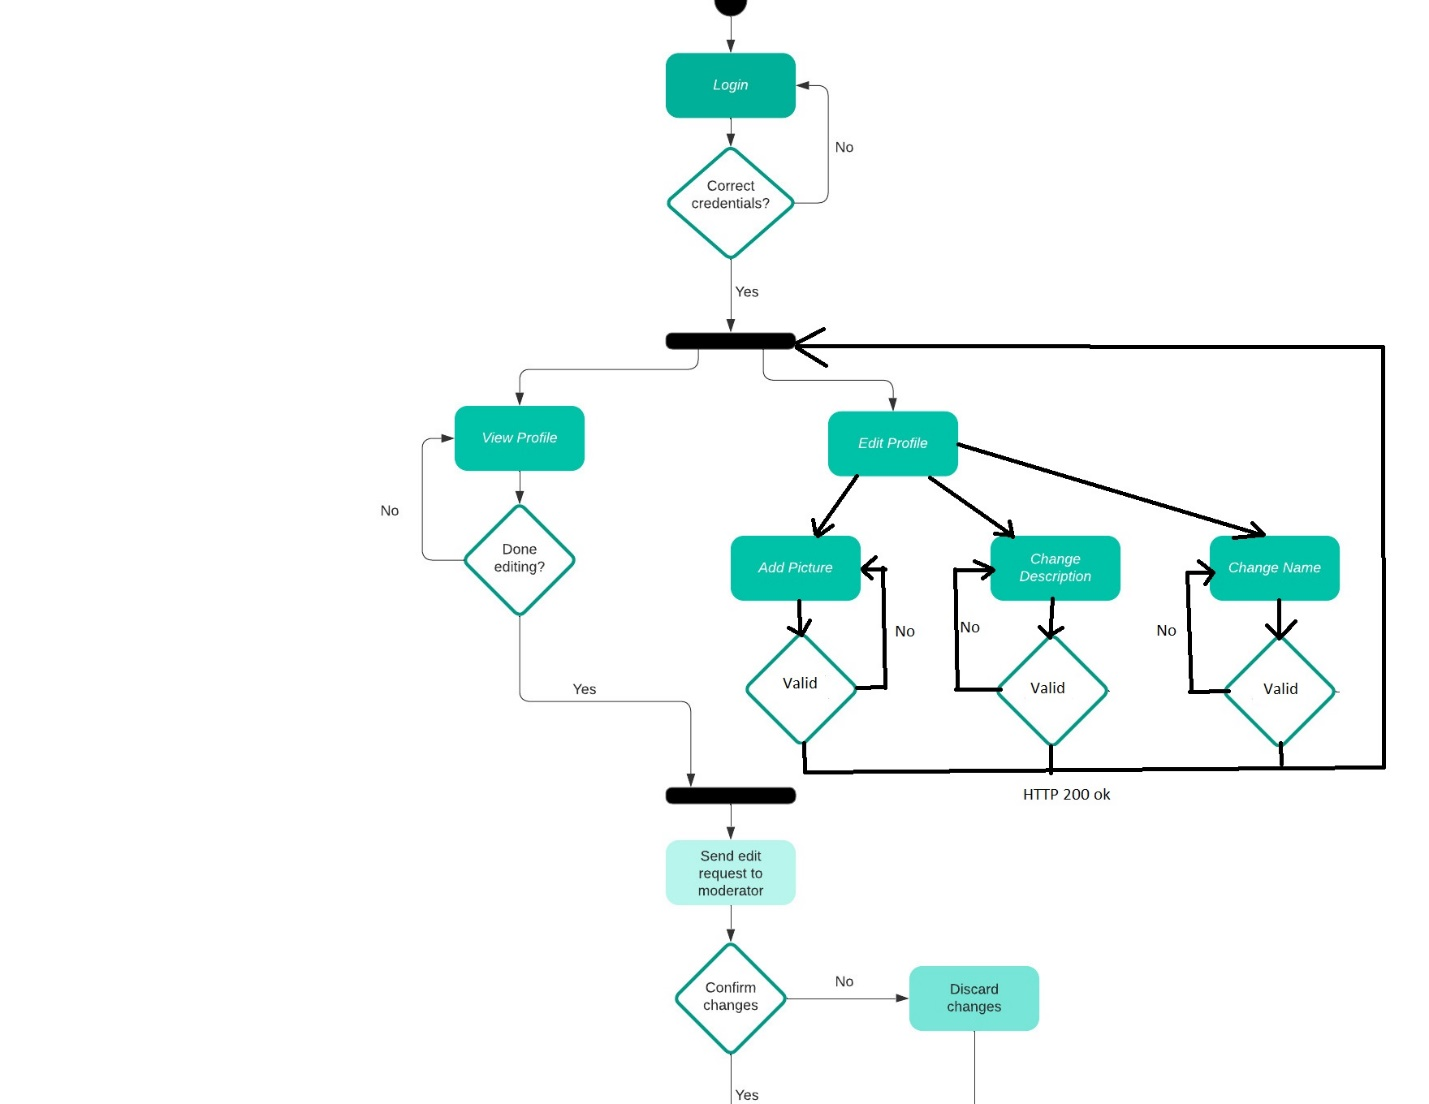 Login
No
Correct
credentials?
Yes
View Profile
Edit Profile
No
Done
editing?
Add Picture
Change
Description
Change Name
No
No
No
Valid
Valid
Valid
Yes
HTTP 200 ok
Send edit
request to
moderator
Confirm
changes
No
Discard
changes
Yes